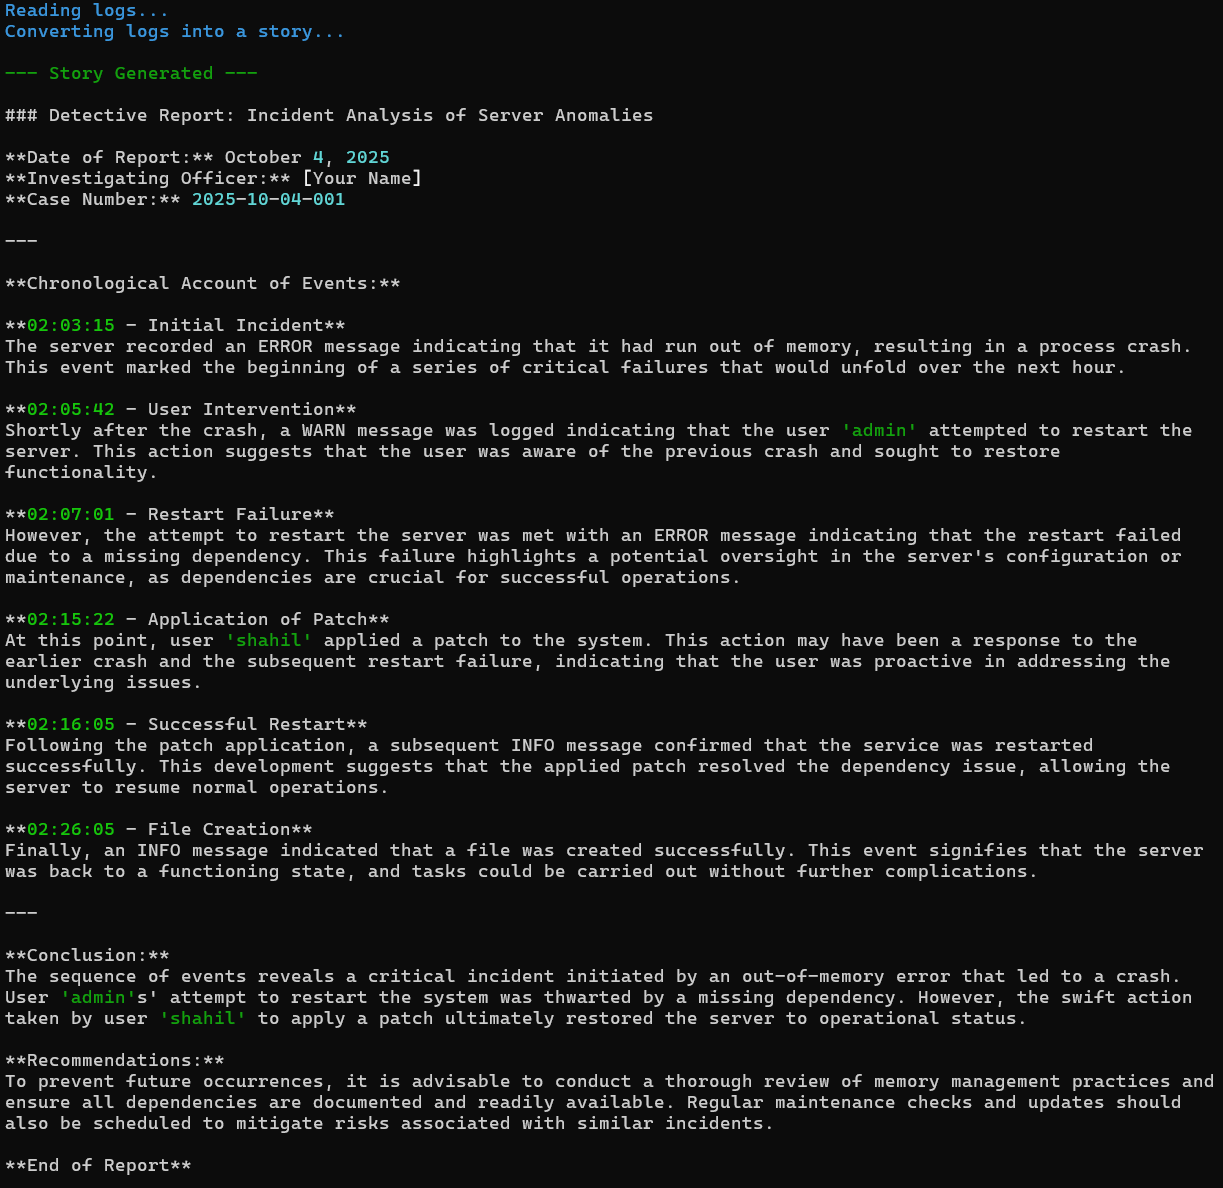 Reading logs...
Converting logs into a story...
--- Story Generated ---
### Detective Report: Incident Analysis of Server Anomalies
**Date of Report:** October 4, 2025
**Investigating Officer:** [Your Name]
**Case Number:** 2025-10-04-001
---
**Chronological Account of Events:**
**02:03:15 - Initial Incident**
The server recorded an ERROR message indicating that it had run out of memory, resulting in a process crash.
This event marked the beginning of a series of critical failures that would unfold over the next hour.
**02:05:42 - User Intervention**
Shortly after the crash, a WARN message was logged indicating that the user 'admin' attempted to restart the
server. This action suggests that the user was aware of the previous crash and sought to restore
functionality.
**02:07:01 - Restart Failure**
However, the attempt to restart the server was met with an ERROR message indicating that the restart failed
due to a missing dependency. This failure highlights a potential oversight in the server's configuration or
maintenance, as dependencies are crucial for successful operations.
**02:15:22 - Application of Patch**
At this point, user 'shahil' applied a patch to the system. This action may have been a response to the
earlier crash and the subsequent restart failure, indicating that the user was proactive in addressing the
underlying issues.
**02:16:05 - Successful Restart**
Following the patch application, a subsequent INFO message confirmed that the service was restarted
successfully. This development suggests that the applied patch resolved the dependency issue, allowing the
server to resume normal operations.
**02:26:05 - File Creation**
Finally, an INFO message indicated that a file was created successfully. This event signifies that the server
was back to a functioning state, and tasks could be carried out without further complications.
---
**Conclusion:**
The sequence of events reveals a critical incident initiated by an out-of-memory error that led to a crash.
User 'admin's' attempt to restart the system was thwarted by a missing dependency. However, the swift action
taken by user 'shahil' to apply a patch ultimately restored the server to operational status.
**Recommendations:**
To prevent future occurrences, it is advisable to conduct a thorough review of memory management practices and
ensure all dependencies are documented and readily available. Regular maintenance checks and updates should
also be scheduled to mitigate risks associated with similar incidents.
**End of Report**